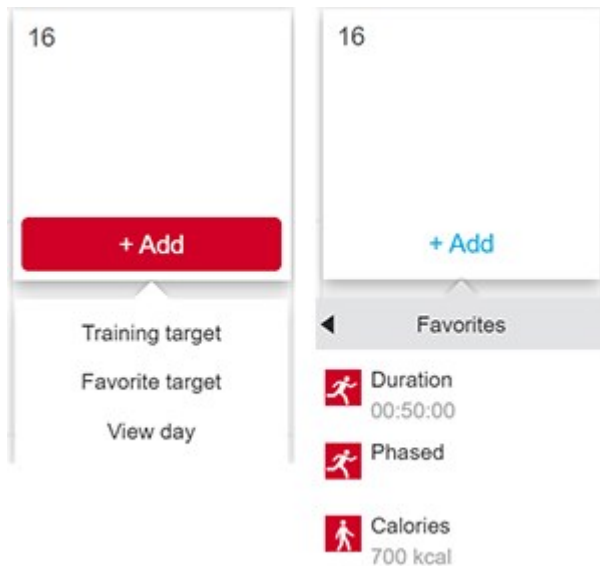 16
+ Add
Training target
Favorite target
View day
16
+ Add
Favorites
Duration
00:50:00
Phased
Calories
700 kcal